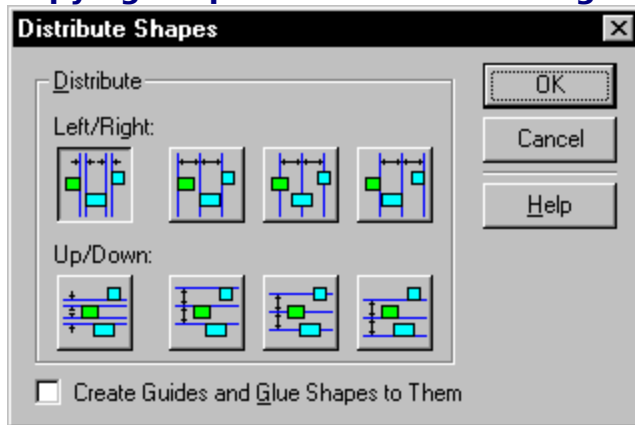 Distribute Shapes
Distribute
OK
Left/Right:
Cancel
Help
Up/Down:
Create Guides and Glue Shapes to Them